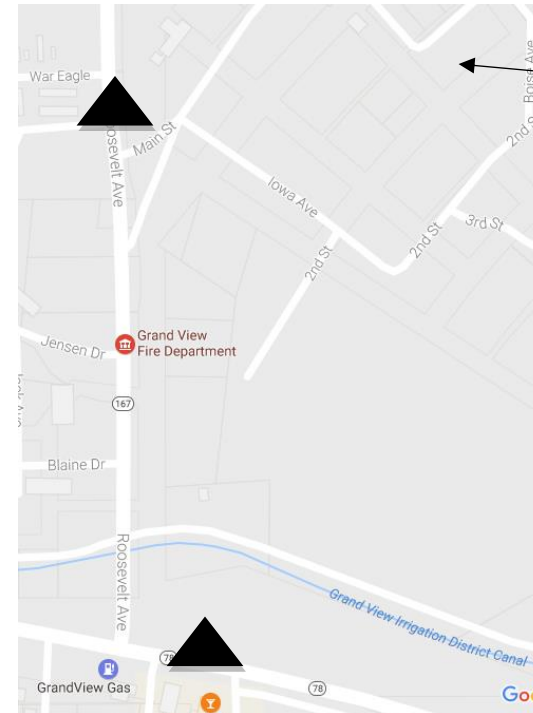 War Eagle
Boise Ave
2nd S
Roosevelt Ave
Main St
Iowa Ave
3rd St
2nd St
2nd St
Grand View
Fire Department
Jensen Dr
167
Blaine Dr
Roosevelt Ave
Grand View Irrigation District Canal
78
GrandView Gas
78
Goo